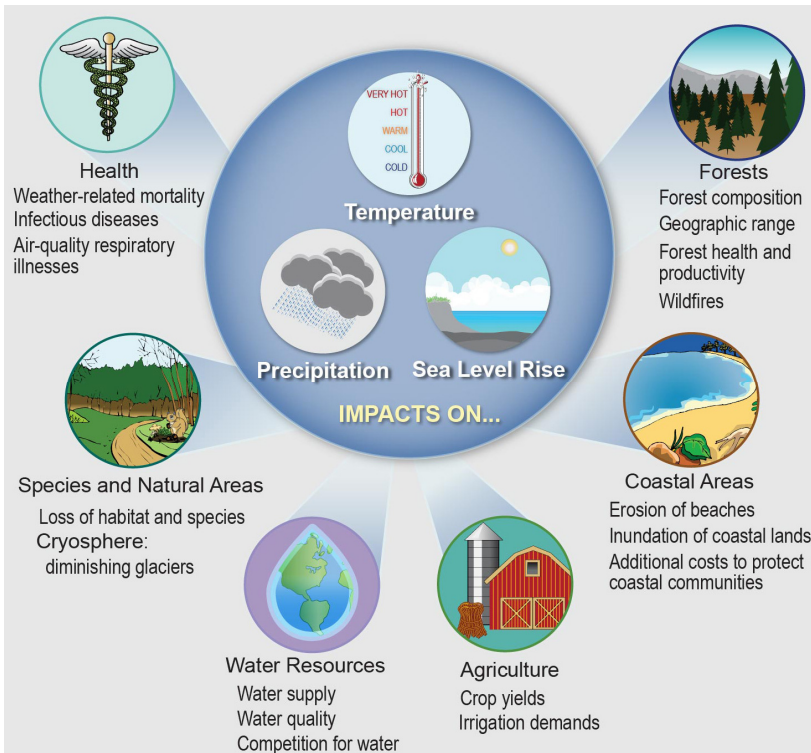 VERY HOT
HOT
WARM
COOL
COLD
Temperature
Precipitation
Sea Level Rise
IMPACTS ON...
Health
Weather-related mortality
Infectious diseases
Air-quality respiratory
illnesses
Forests
Forest composition
Geographic range
Forest health and
productivity
Wildfires
Species and Natural Areas
Loss of habitat and species
Cryosphere:
diminishing glaciers
Coastal Areas
Erosion of beaches
Inundation of coastal lands
Additional costs to protect
coastal communities
Water Resources
Water supply
Water quality
Competition for water
Agriculture
Crop yields
Irrigation demands